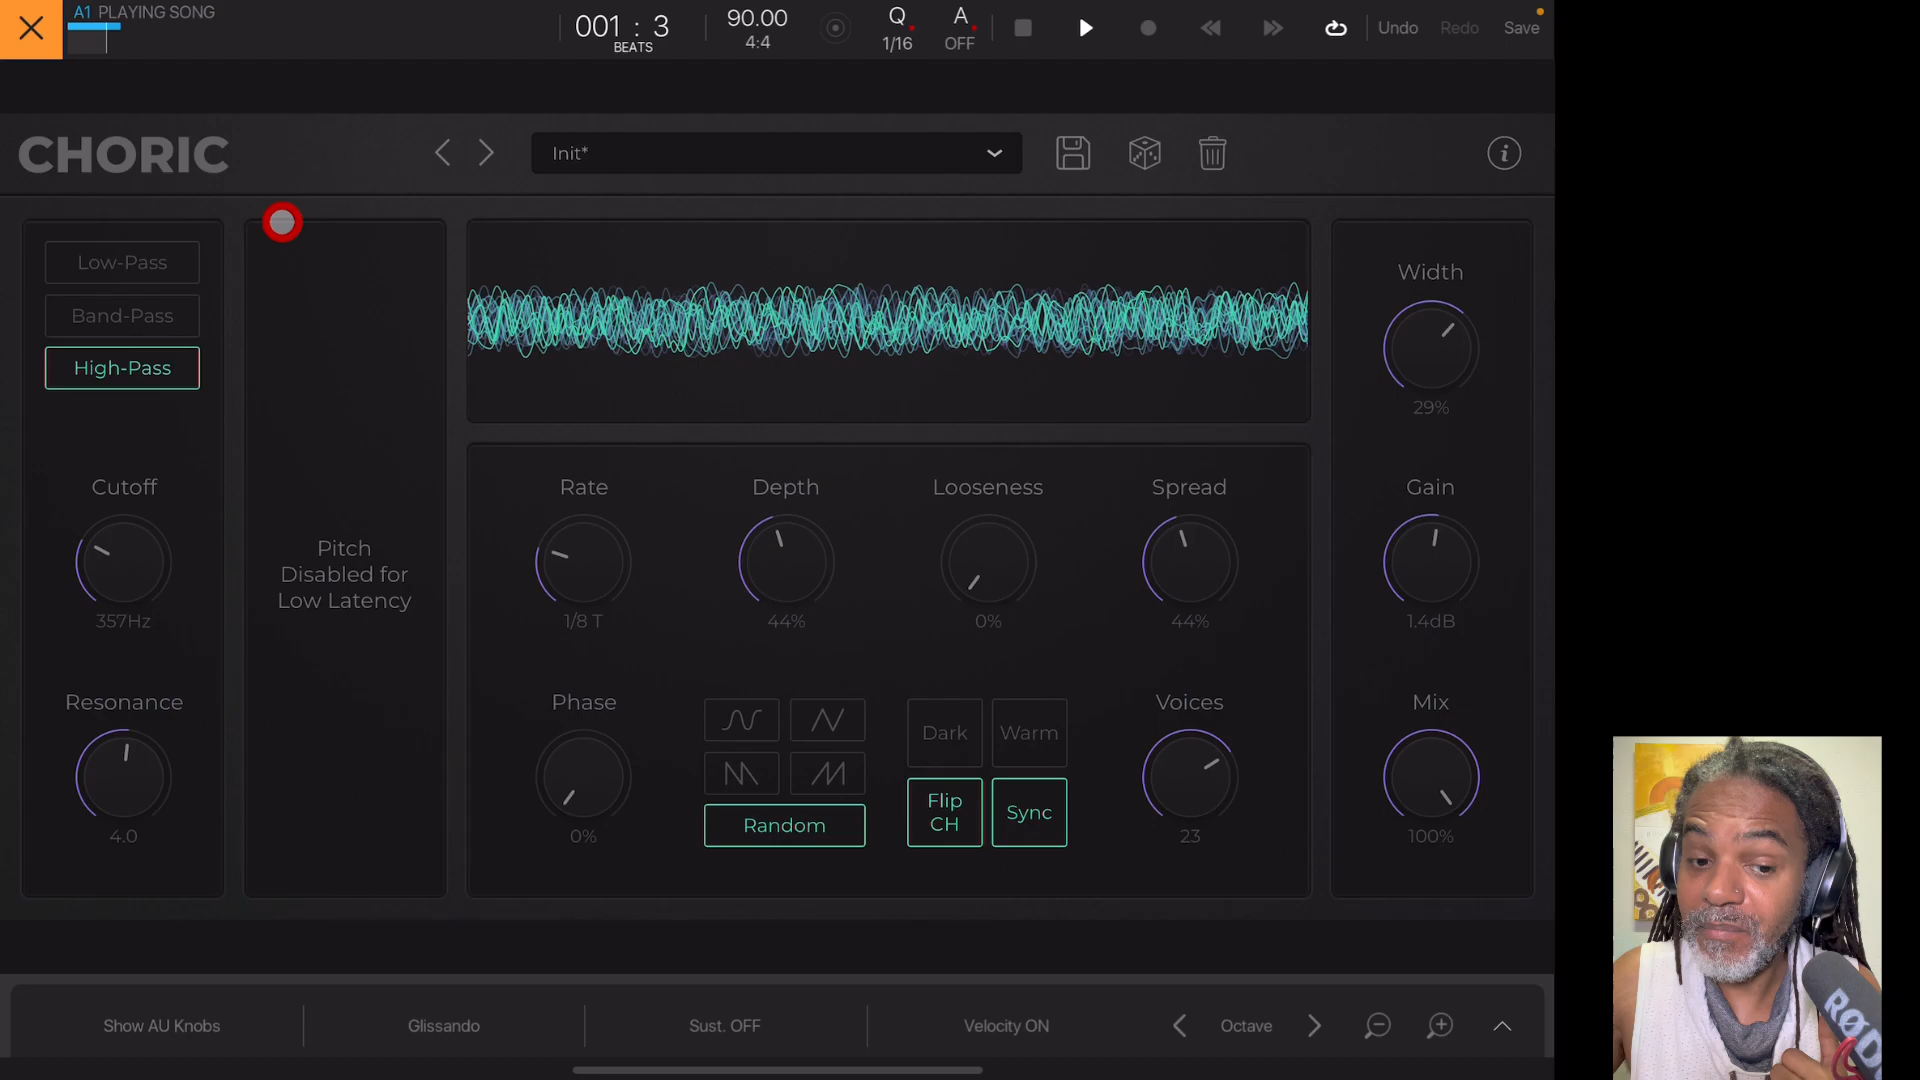 A1 PLAYING SONG
001 : 3
BEATS
90.00
4:4
Q
1/16
A
OFF
Undo
Redo
Save
CHORIC
Init*
i
Low-Pass
Band-Pass
High-Pass
Cutoff
357Hz
Resonance
4.0
Pitch
Disabled for
Low Latency
Rate
1/8 T
Depth
44%
Looseness
0%
Spread
44%
Phase
0%
Random
Dark
Warm
Flip
CH
Sync
Voices
23
Width
29%
Gain
1.4dB
Mix
100%
Show AU Knobs
Glissando
Sust. OFF
Velocity ON
Octave
RØD